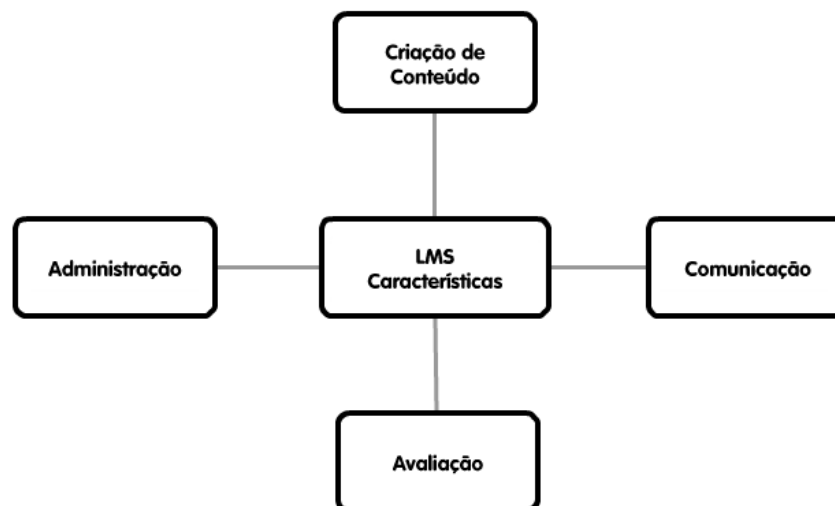 Criação de
Conteúdo
Administração
LMS
Características
Comunicação
Avaliação